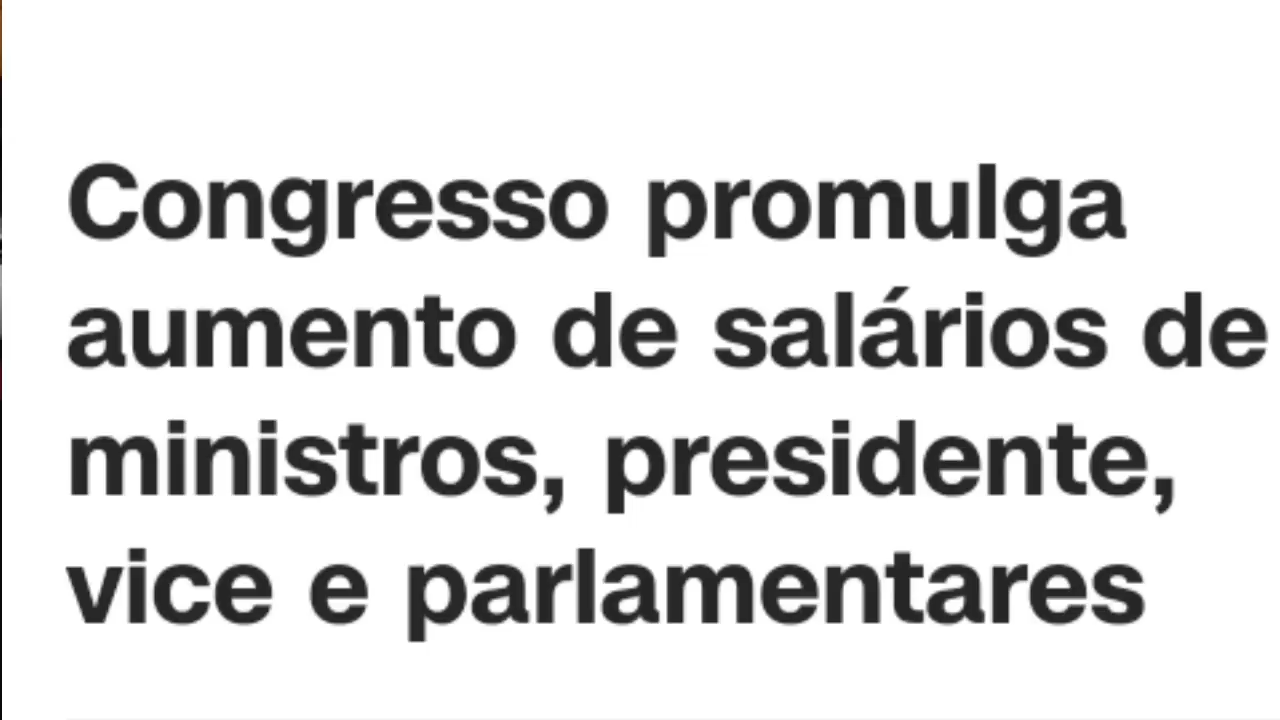 Congresso promulga
aumento de salários de
ministros, presidente,
vice e parlamentares